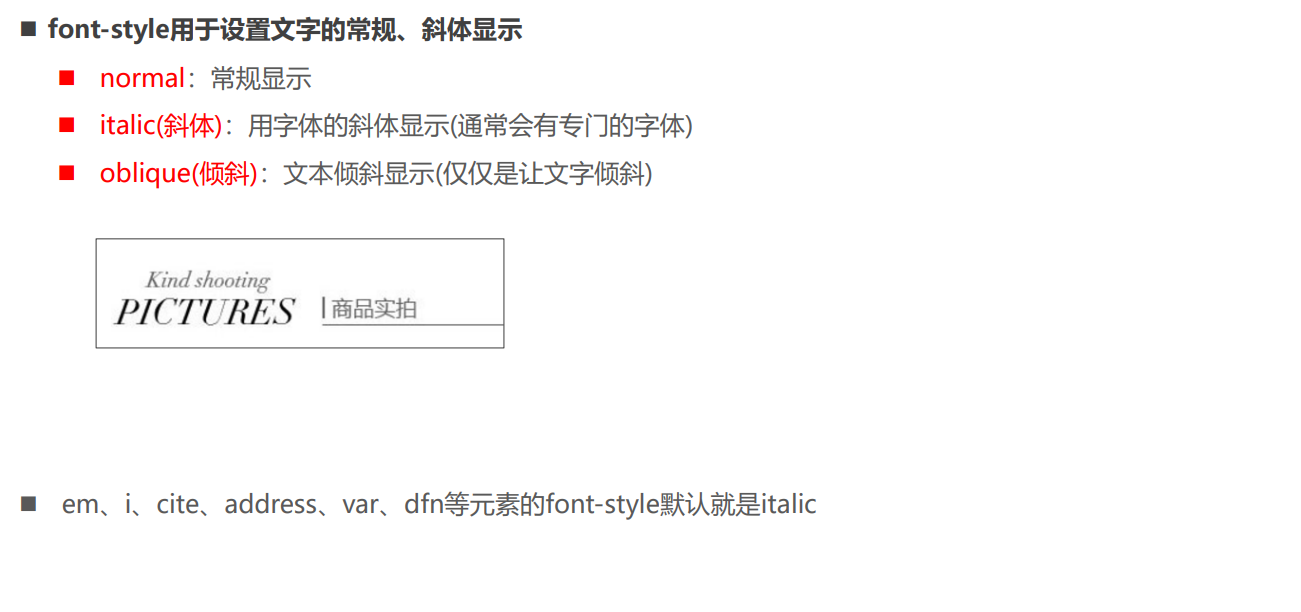 font-style用于设置文字的常规、斜体显示
normal：常规显示
italic(斜体)：用字体的斜体显示(通常会有专门的字体)
oblique(倾斜)：文本倾斜显示(仅仅是让文字倾斜)
Kind shooting
PICTURES
商品实拍
em、i、cite、address、var、dfn等元素的font-style默认就是italic